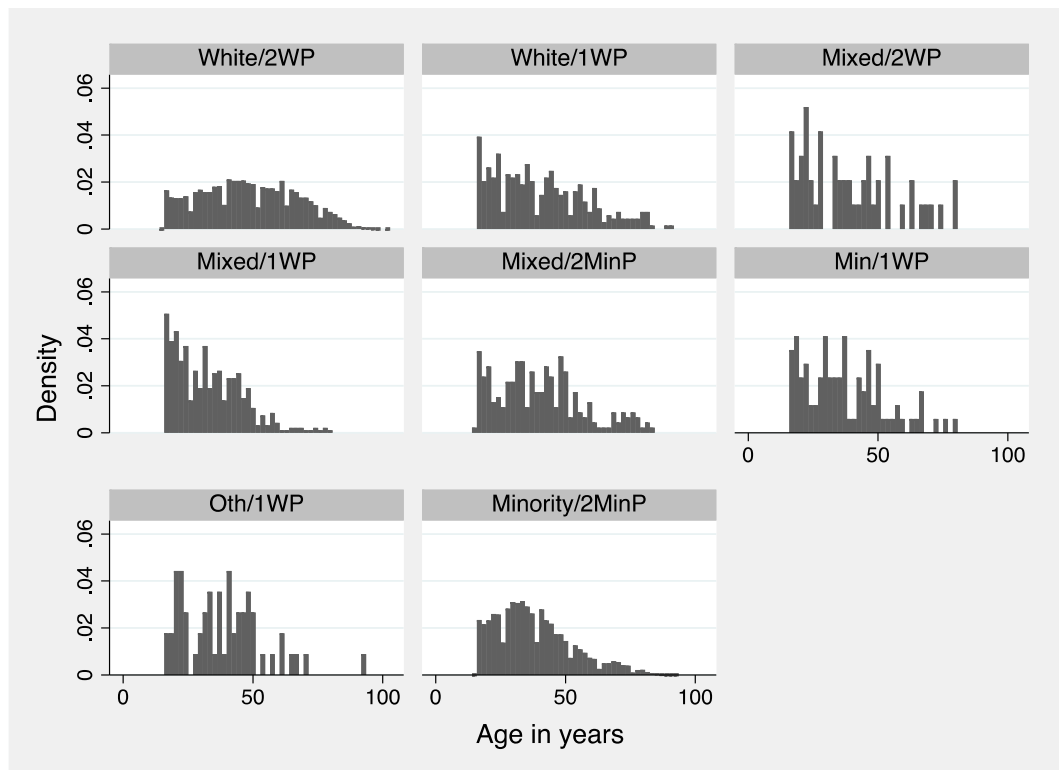 White/2WP
White/1WP
Mixed/2WP
.06
.04
.02
0
Mixed/1WP
Mixed/2MinP
Min/1WP
.06
.04
.02
0
0 50 100
Density
Oth/1WP
Minority/2MinP
.06
.04
.02
0
0 50 100
0 50 100
Age in years